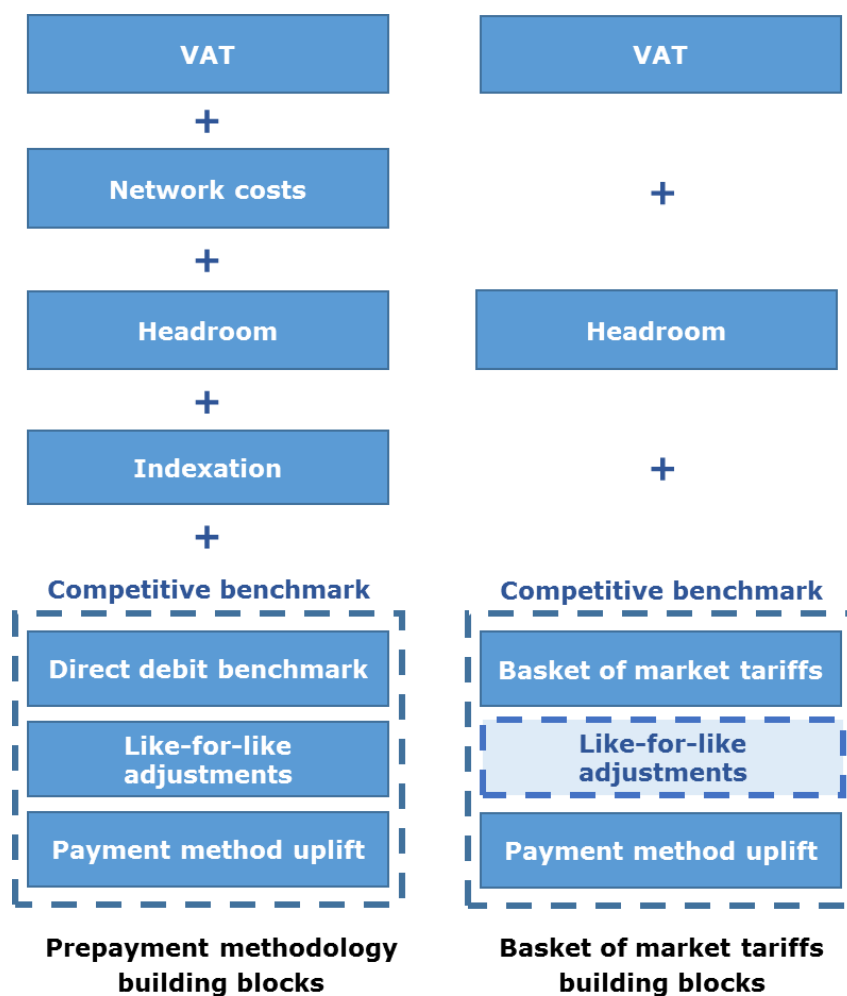 VAT
+
Network costs
+
Headroom
+
Indexation
+
Competitive benchmark
Direct debit benchmark
Like-for-like
adjustments
Payment method uplift
Prepayment methodology
building blocks
VAT
+
Headroom
+
Competitive benchmark
Basket of market tariffs
Like-for-like
adjustments
Payment method uplift
Basket of market tariffs
building blocks